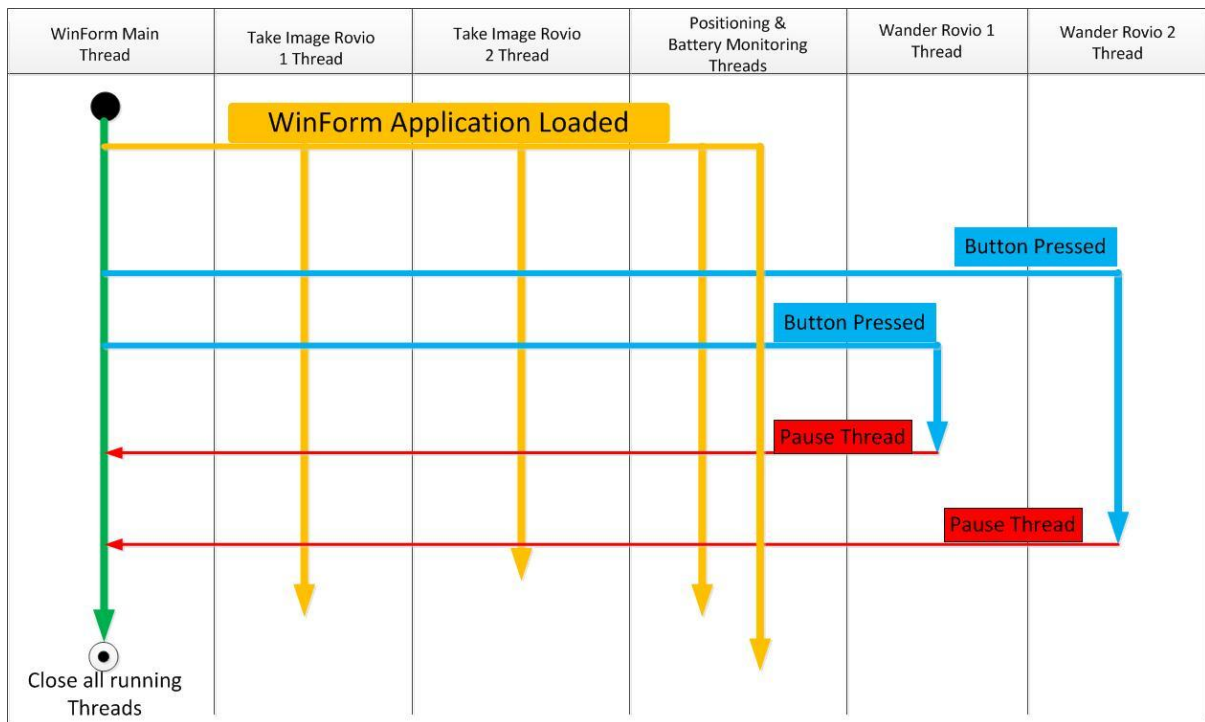 WinForm Main
Thread
Take Image Rovio
1 Thread
Take Image Rovio
2 Thread
Positioning &
Battery Monitoring
Threads
Wander Rovio 1
Thread
Wander Rovio 2
Thread
WinForm Application Loaded
Button Pressed
Button Pressed
Pause Thread
Pause Thread
Close all running
Threads